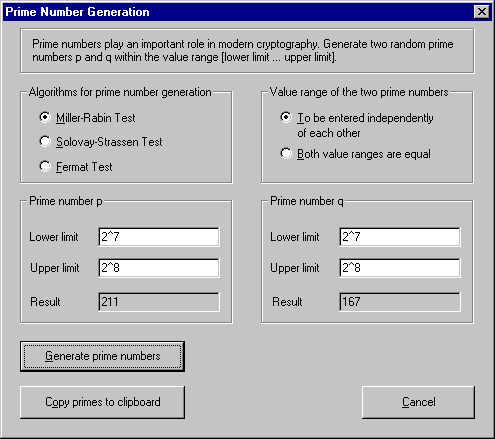 Prime Number Generation
Prime numbers play an important role in modern cryptography. Generate two random prime
numbers p and q within the value range [lower limit ... upper limit].
Algorithms for prime number generation
Miller-Rabin Test
Solovay-Strassen Test
Fermat Test
Value range of the two prime numbers
To be entered independently
of each other
Both value ranges are equal
Prime number p
Lower limit 2^7
Upper limit 2^8
Result 211
Prime number q
Lower limit 2^7
Upper limit 2^8
Result 167
Generate prime numbers
Copy primes to clipboard
Cancel